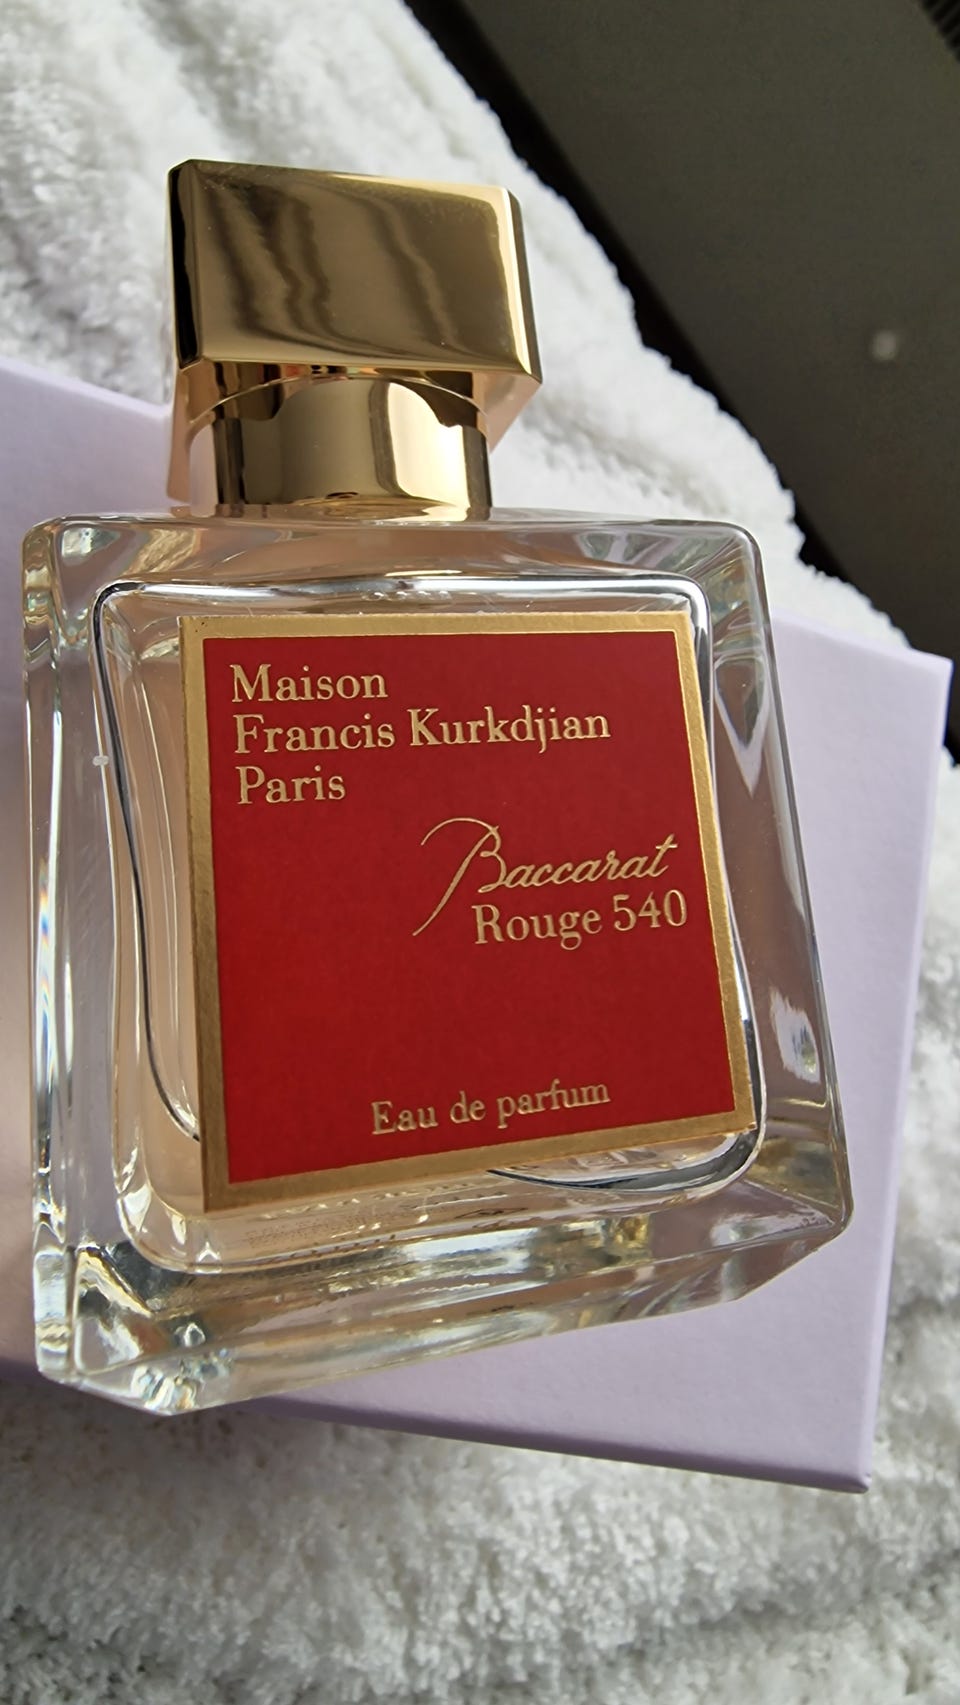 Maison
Francis Kurkdjian
Paris
Baccarat
Rouge 540
Eau de parfum